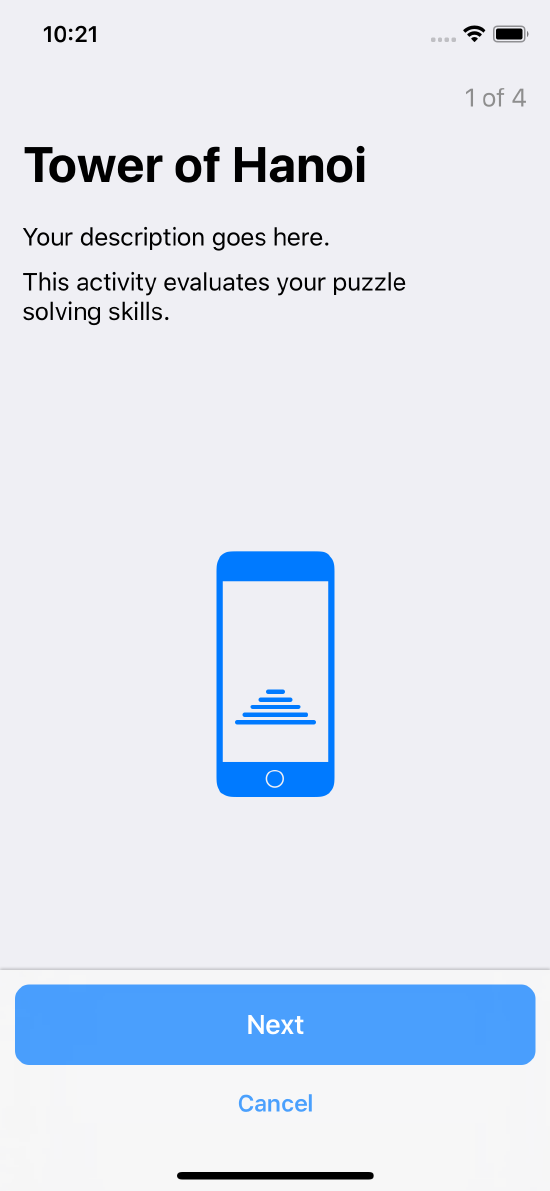 10:21
1 of 4
Tower of Hanoi
Your description goes here.
This activity evaluates your puzzle
solving skills.
Next
Cancel